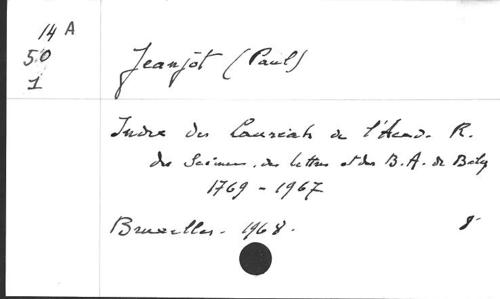 14 A
50
1
Jeanjot (Paul)
Index des Lauréats de l'Acad. R.
des Sciences, des lettres et des B.A. de Belg
1769 - 1967
Bruxelles. 1968. 8°